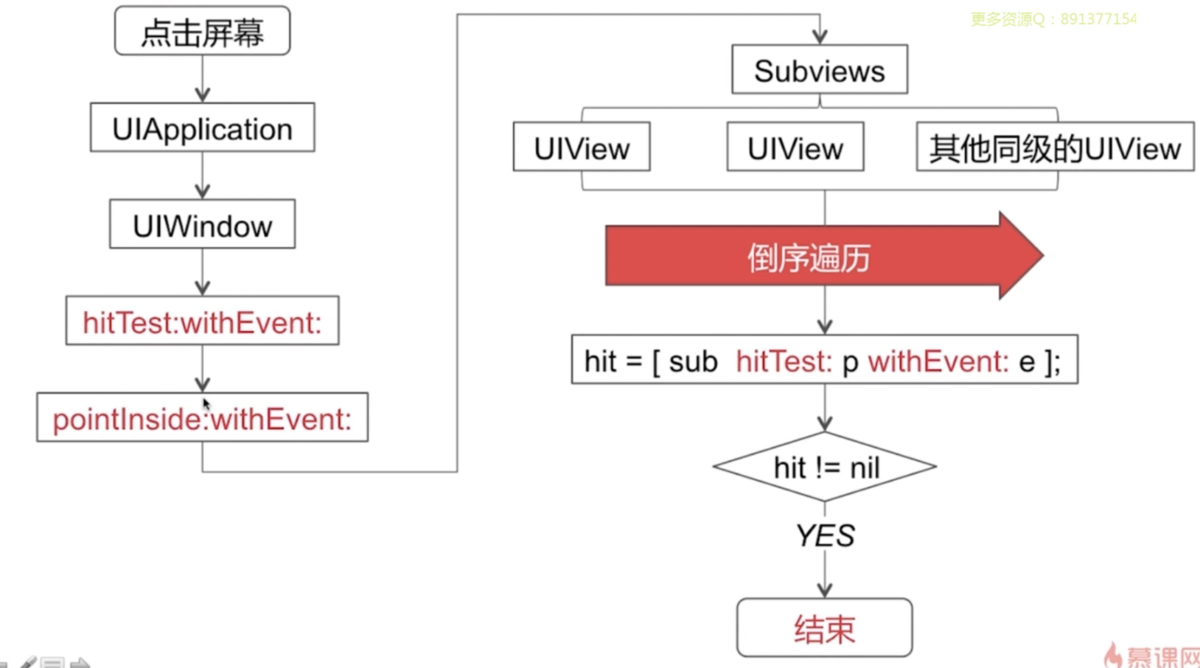 更多资源Q：891377154
点击屏幕
UIApplication
UIWindow
hitTest:withEvent:
pointInside:withEvent:
Subviews
UIView
UIView
其他同级的UIView
倒序遍历
hit = [ sub hitTest: p withEvent: e ];
hit != nil
YES
结束
慕课网